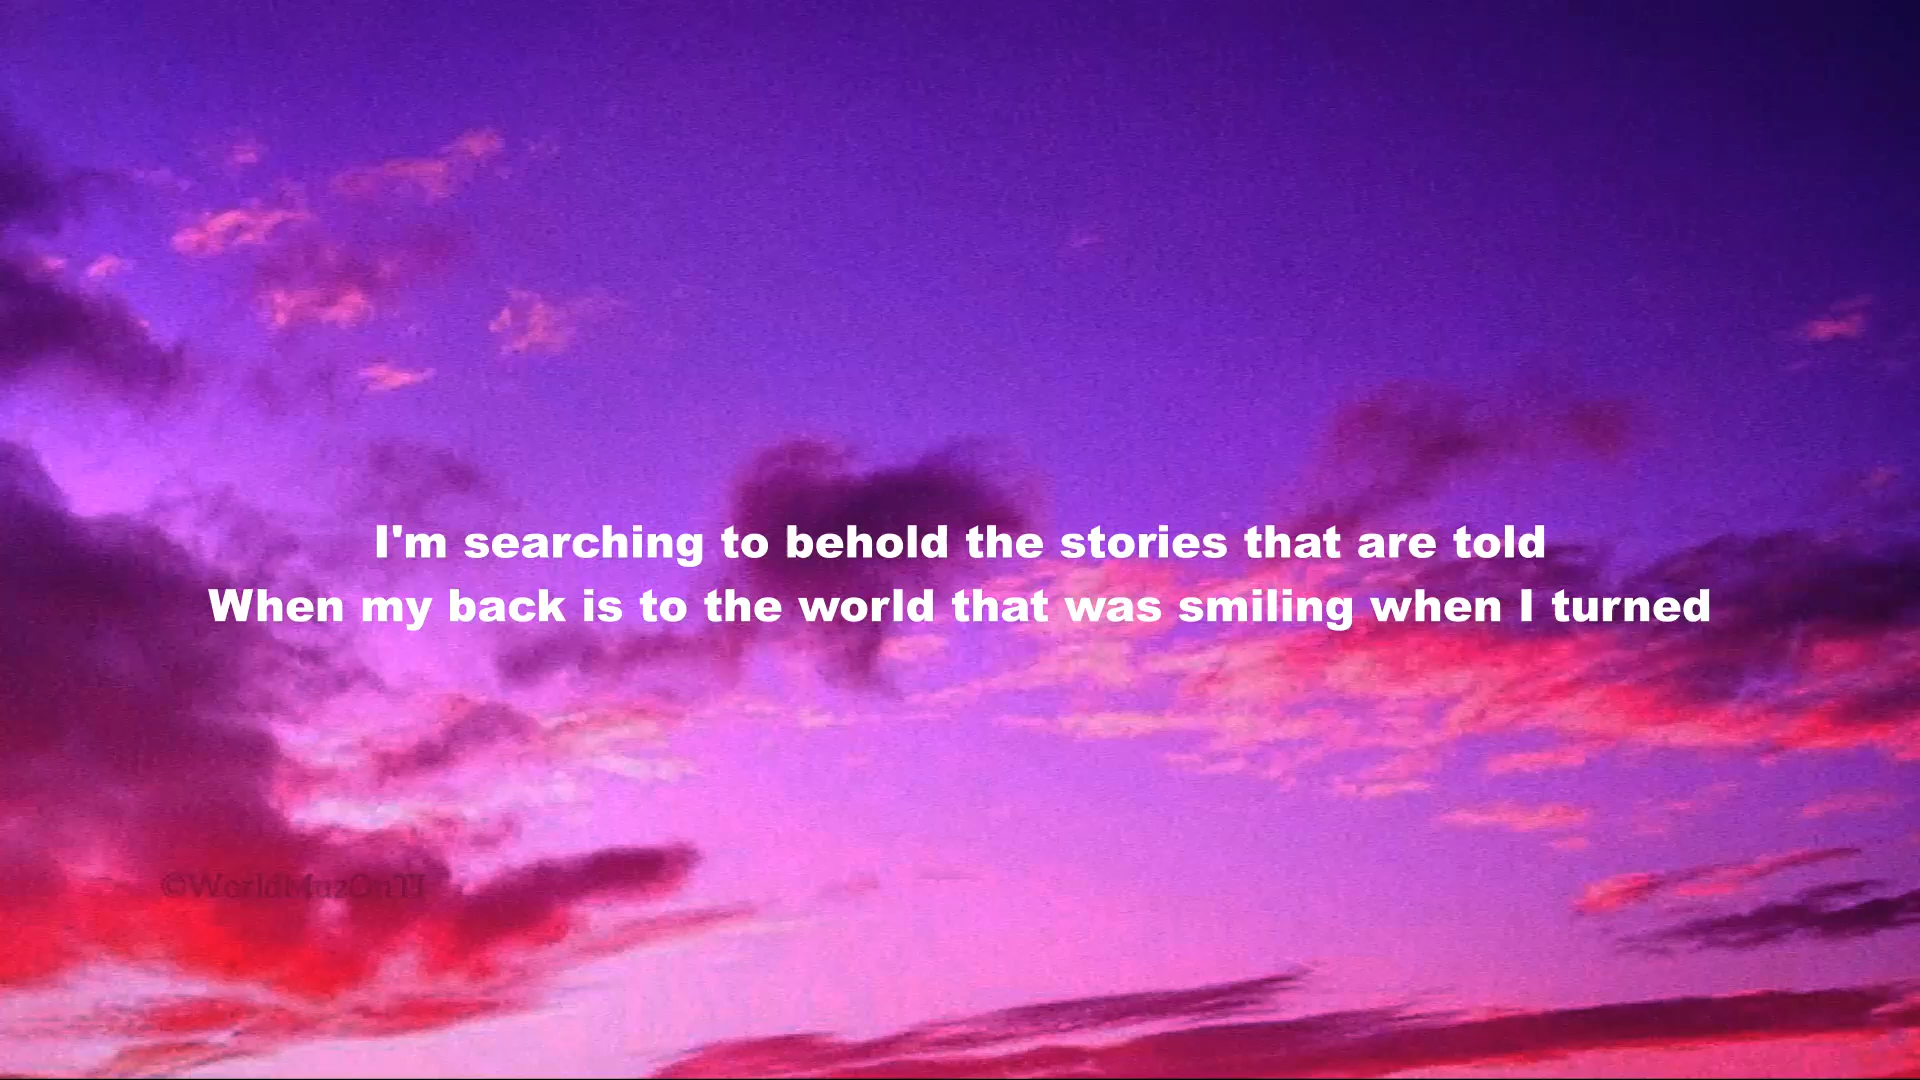 I'm searching to behold the stories that are told
When my back is to the world that was smiling when I turned